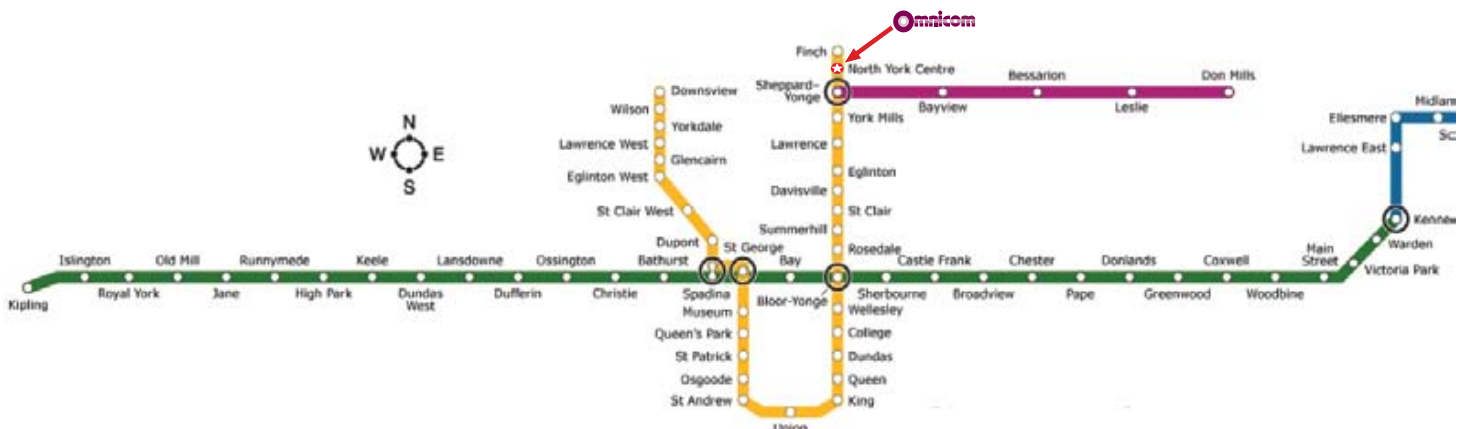 Omnicom
Finch
North York Centre
Sheppard-
Yonge
Bessarion
Don Mills
Bayview
Leslie
Downsview
Wilson
Yorkdale
Lawrence West
Glencairn
Eglinton West
St Clair West
Dupont
St George
York Mills
Lawrence
Eglinton
Davisville
St Clair
Summerhill
Rosedale
N
W
E
S
Ellesmere
Lawrence East
Warden
Victoria Park
Main
Street
Islington
Old Mill
Runnymede
Keele
Lansdowne
Ossington
Bathurst
Bay
Castle Frank
Chester
Donlands
Coxwell
Kipling
Royal York
Jane
High Park
Dundas
West
Dufferin
Christie
Spadina
Bloor-Yonge
Sherbourne
Broadview
Pape
Greenwood
Woodbine
Museum
Queen's Park
St Patrick
Osgoode
St Andrew
Wellesley
College
Dundas
Queen
King
Union